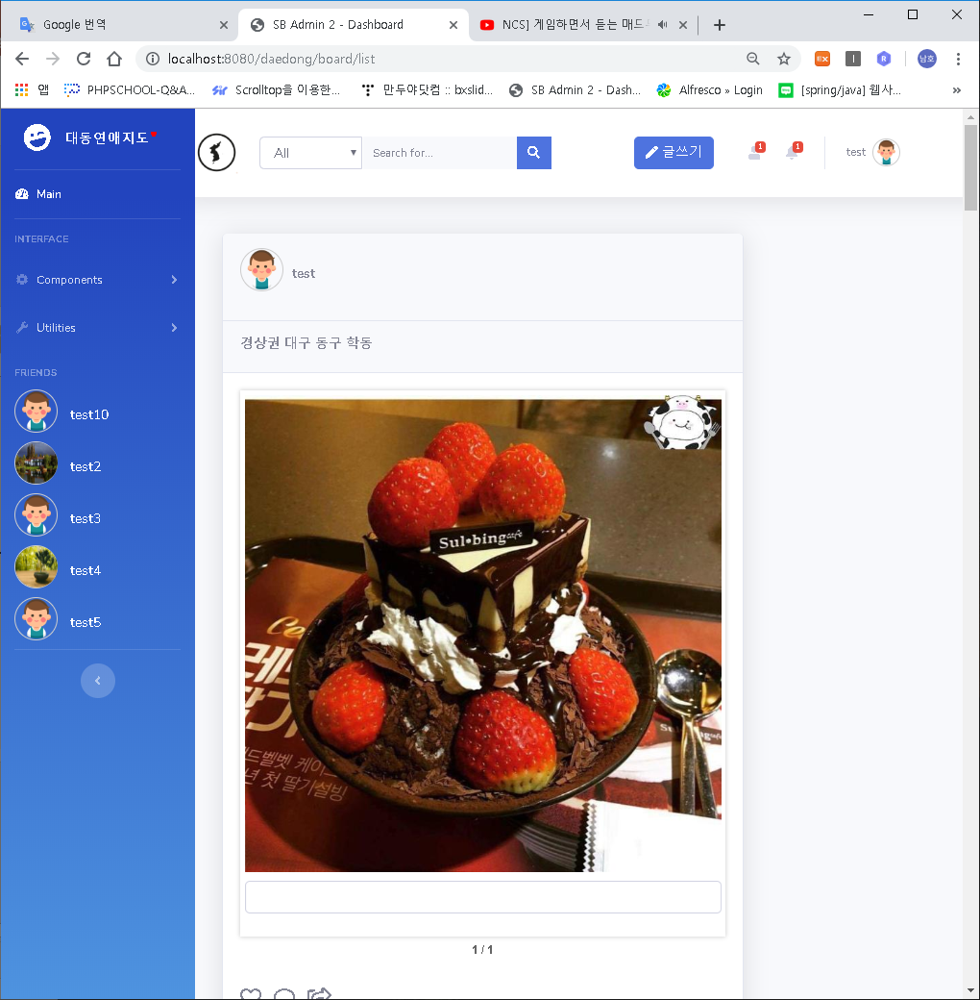 Google 번역
SB Admin 2 - Dashboard
NCS] 게임하면서 듣는 매드
localhost:8080/daedong/board/list
EX
I
R
남호
앱
PHPSCHOOL-Q&A...
Scrolltop을 이용한...
만두야닷컴 :: bxslid...
SB Admin 2 - Dash...
Alfresco » Login
[spring/java] 웹사...
»
대동연애지도
All
Search for...
글쓰기
1
1
test
Main
INTERFACE
Components
Utilities
FRIENDS
test10
test2
test3
test4
test5
test
경상권 대구 동구 학동
Sul•bing cafe
1 / 1